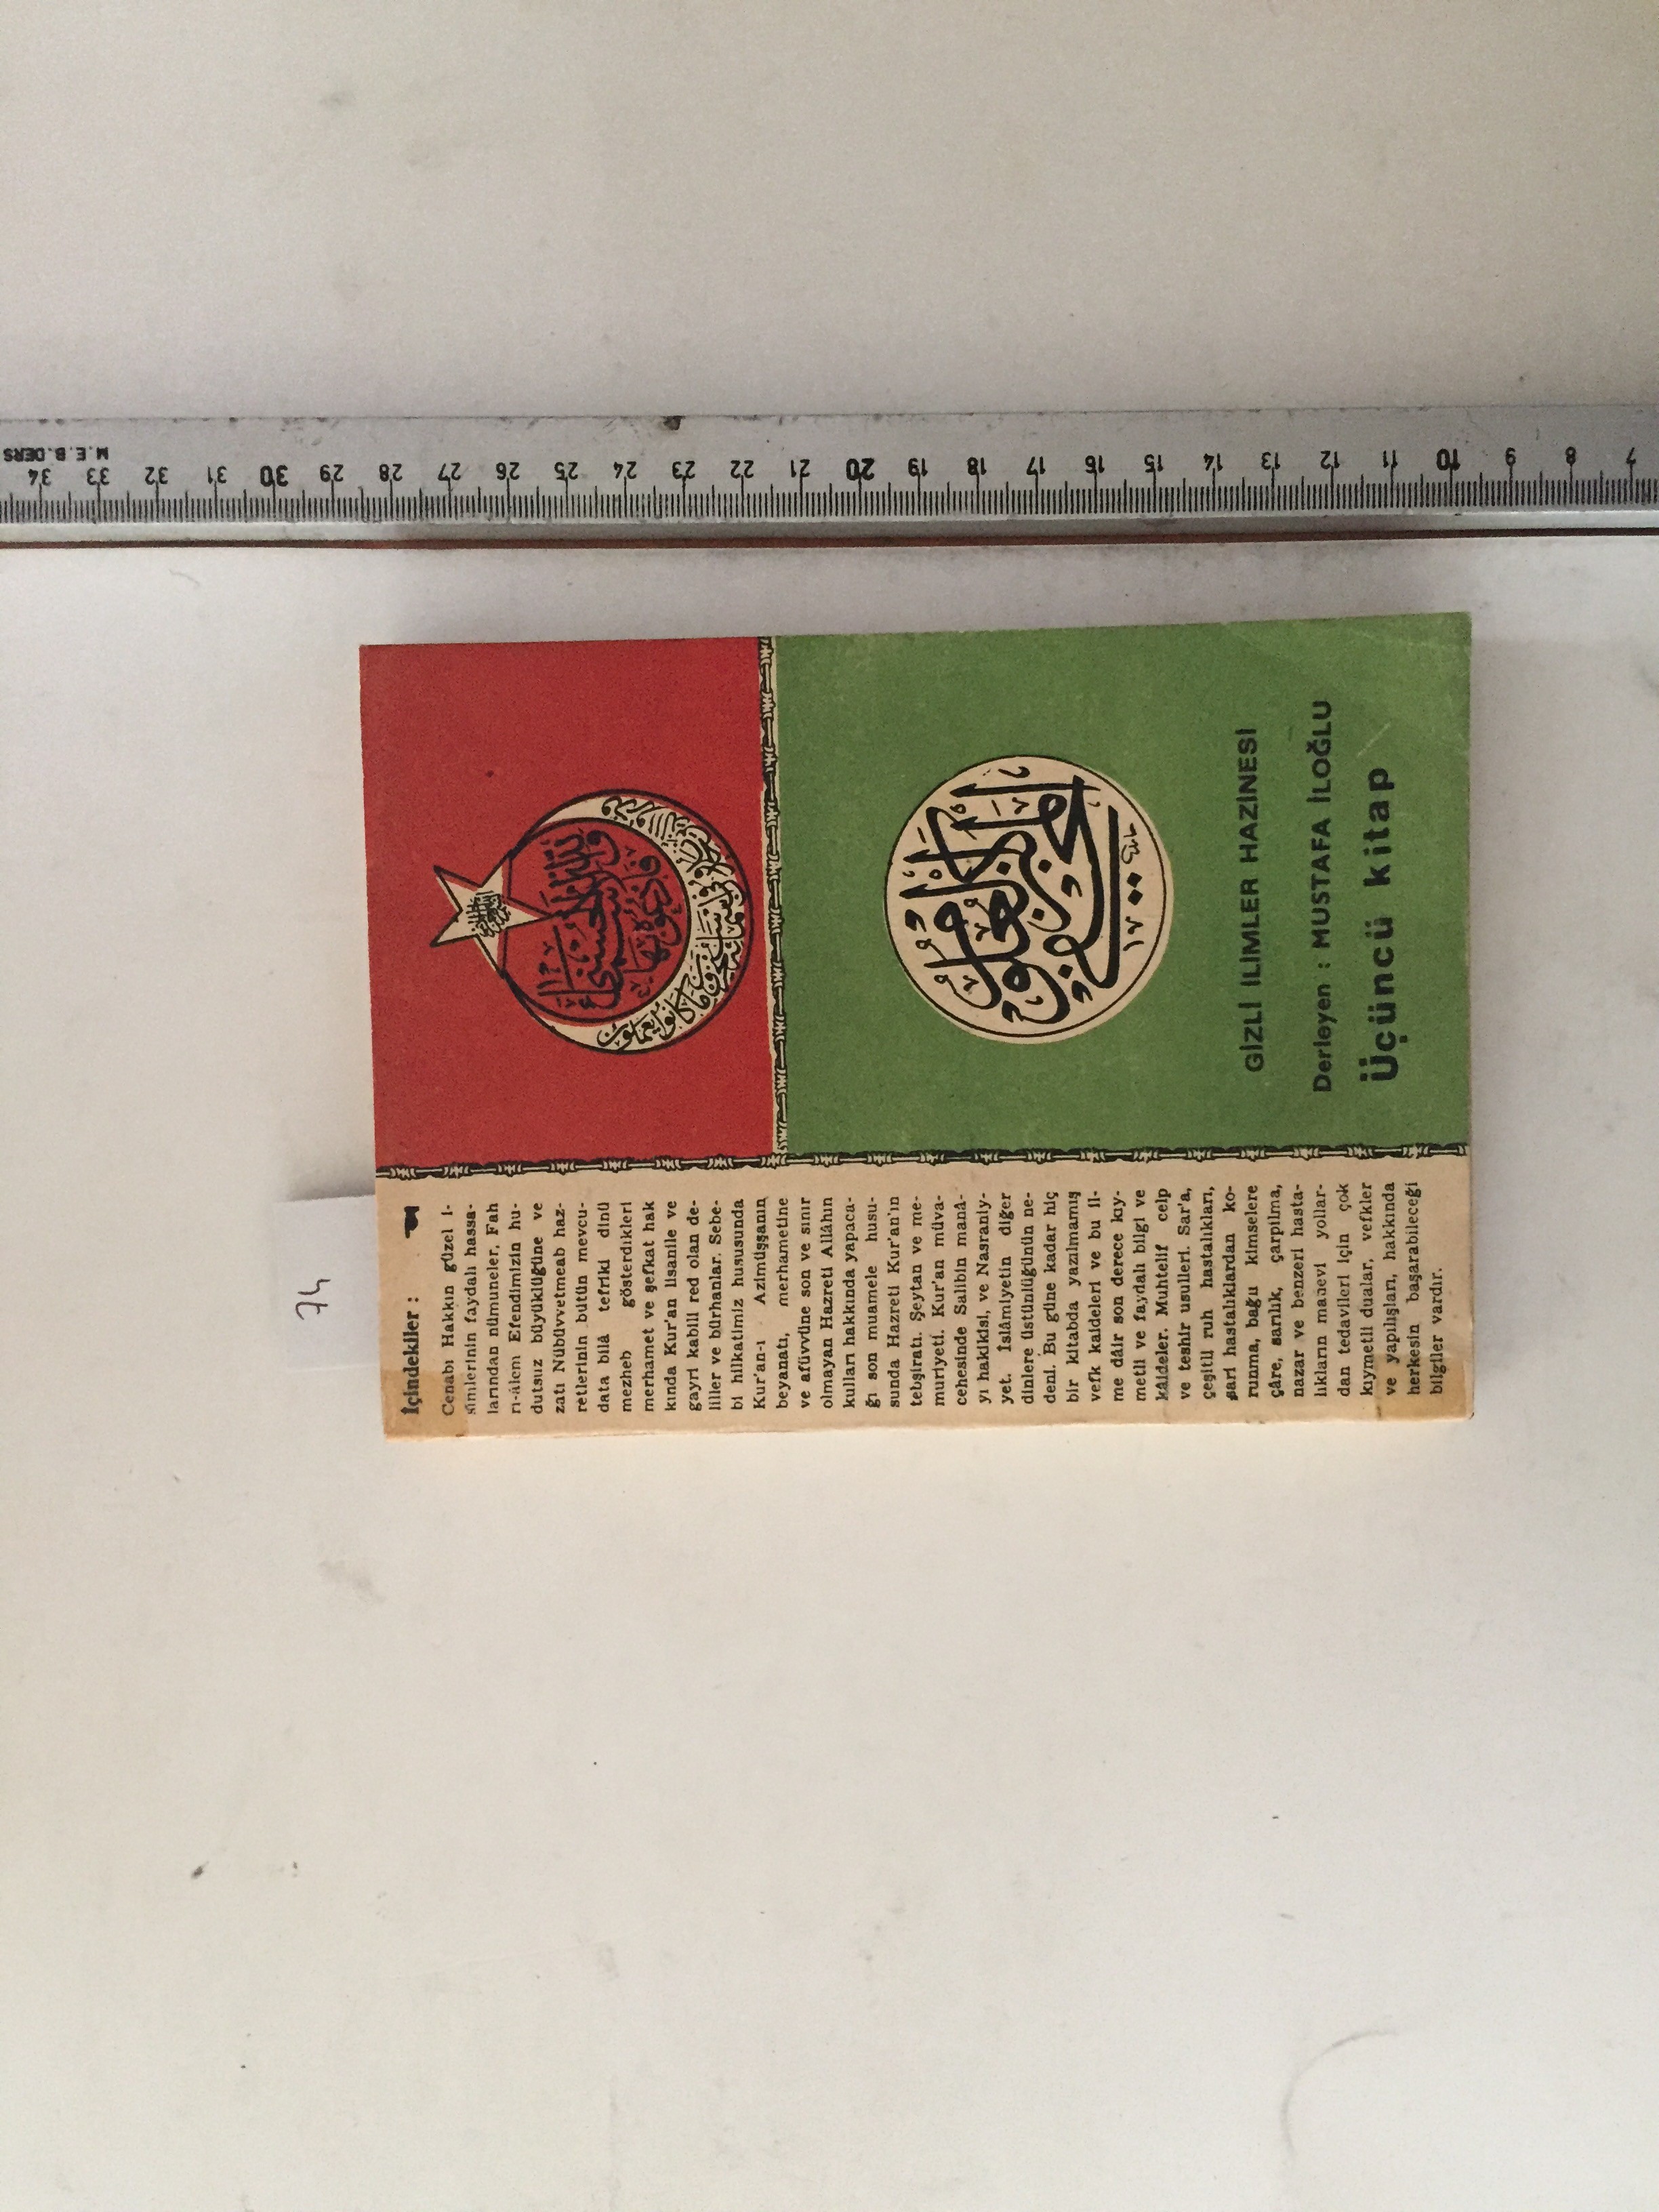 M.E.B.DERS
34 33 32 31 30 29 28 27 26 25 24 23 22 21 20 19 18 17 16 15 14 13 12 11 10 9 8 7
74
İçindekiler :
Cenabı Hakkın güzel i-
simlerinin faydalı hassa-
larından nümuneler. Fah
rı-âlem Efendimizin hu-
dutsuz büyüklüğüne ve
zatı Nübüvvetmeab haz-
retlerinin bütün mevcu-
data bilâ tefriki dinü
mezheb gösterdikleri
merhamet ve şefkat hak
kında Kur'an lisanile ve
gayri kabili red olan de-
liller ve bürhanlar. Sebe-
bi hilkatimiz hususunda
Kur'an-ı Azimüşşanın
beyanatı, merhametine
ve afüvvüne son ve sınır
olmayan Hazreti Allâhın
kulları hakkında yapaca-
ğı son muamele husu-
sunda Hazreti Kur'an'ın
tebşiratı. Şeytan ve me-
muriyeti. Kur'an müva-
cehesinde Salibin manâ-
yı hakikisi, ve Nasraniy-
yet. İslâmiyetin diğer
dinlere üstünlüğünün ne-
deni. Bu güne kadar hiç
bir kitabda yazılmamış
vefk kaideleri ve bu il-
me dâir son derece kıy-
metli ve faydalı bilgi ve
kâideler. Muhtelif celp
ve teshir usulleri. Sar'a,
çeşitli ruh hastalıkları,
sari hastalıklardan ko-
runma, bağu kimselere
çâre, sarılık, çarpılma,
nazar ve benzeri hasta-
lıkların manevi yollar-
dan tedavileri için çok
kıymetli dualar, vefkler
ve yapılışları, hakkında
herkesin başarabileceği
bilgiler vardır.
GİZLİ İLİMLER HAZİNESİ
Derleyen : MUSTAFA İLOĞLU
Üçüncü kitap